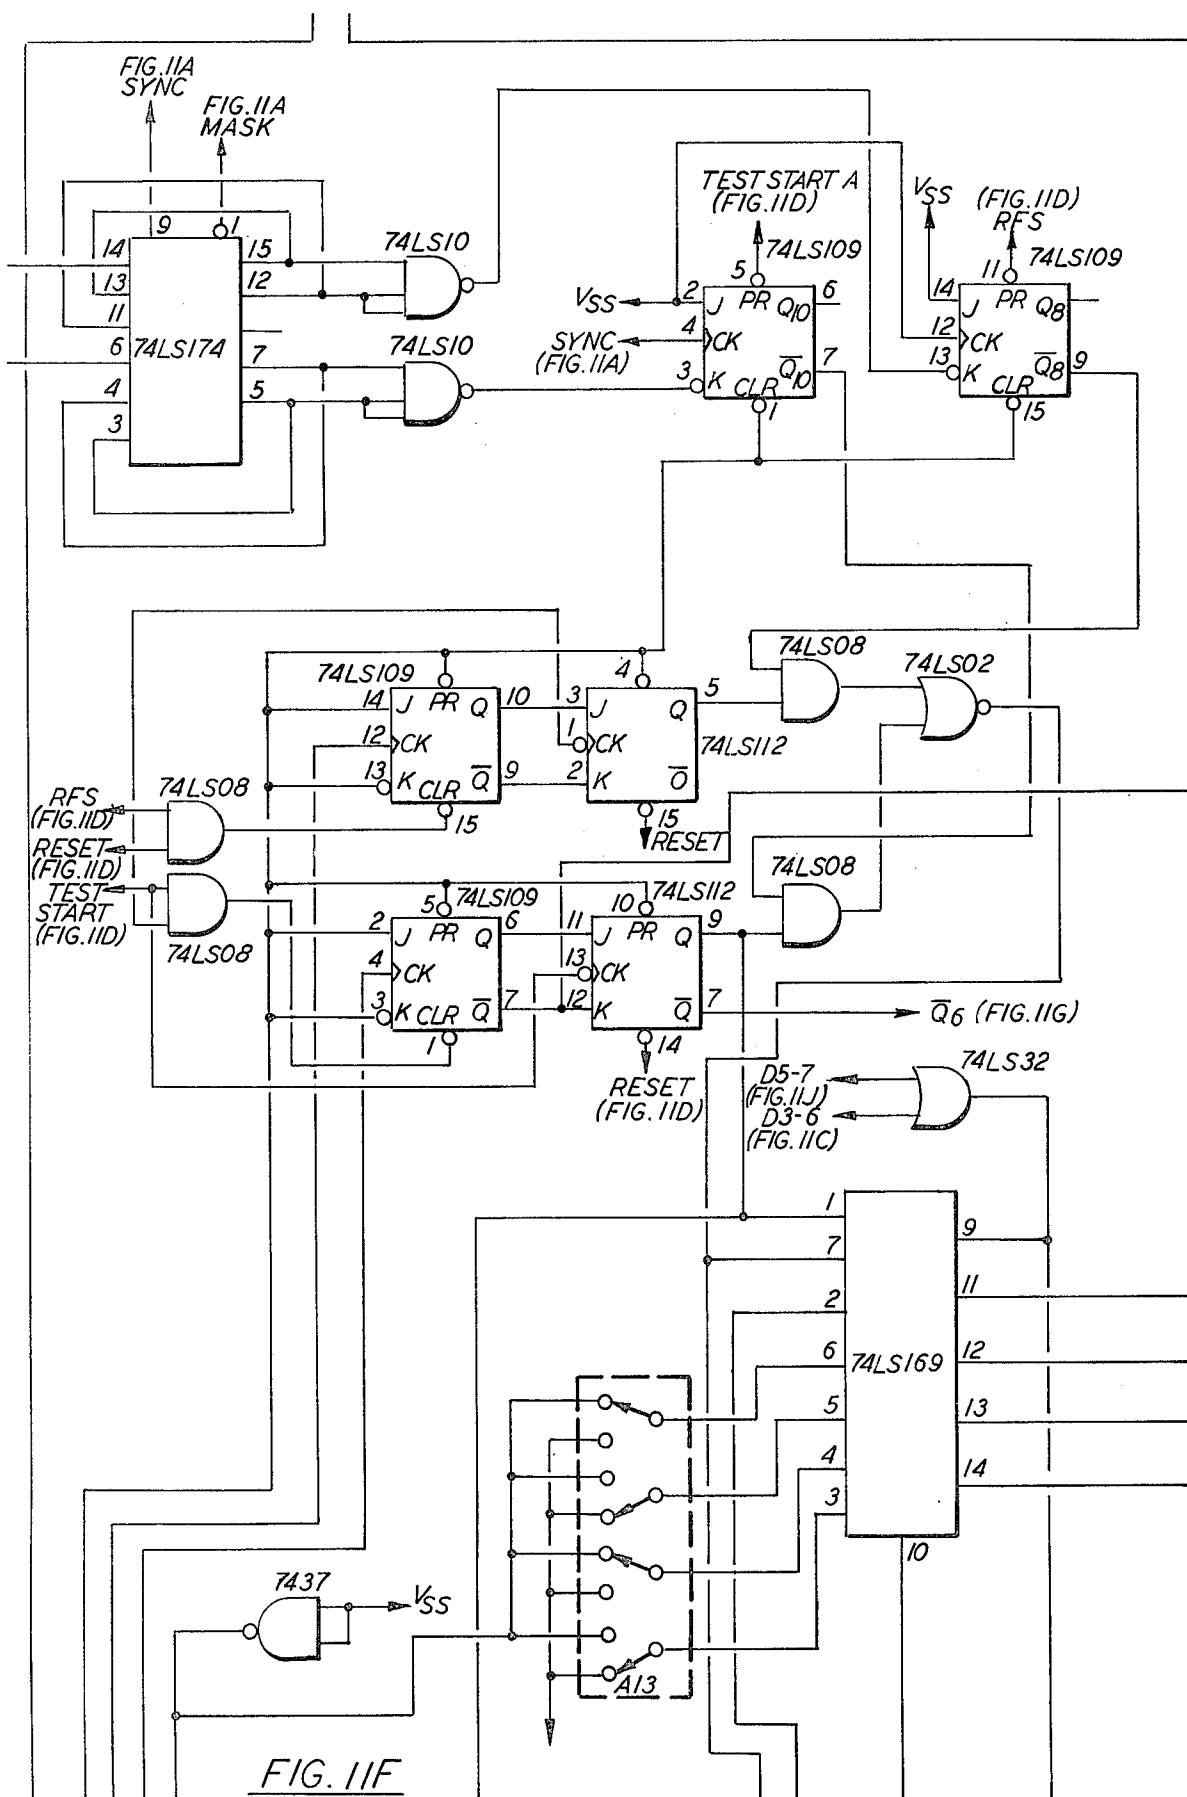 FIG.11A
SYNC
FIG.11A
MASK
9
1
14
15
13
12
11
6
74LS174
7
4
5
3
74LS10
74LS10
TEST START A
(FIG.11D)
74LS109
5
VSS
2
J
PR
Q10
6
SYNC
(FIG.11A)
4
CK
3
K
CLR
Q̅10
7
1
VSS
(FIG.11D)
RFS
11
74LS109
14
J
PR
Q8
12
CK
13
K
CLR
Q̅8
9
15
74LS109
14
J
PR
Q
10
12
CK
13
K
CLR
Q̅
9
15
4
3
J
Q
5
1
CK
74LS112
2
K
O̅
15
RESET
74LS08
74LS02
74LS08
RFS
(FIG.11D)
RESET
(FIG.11D)
TEST
START
(FIG.11D)
74LS08
5
74LS109
2
J
PR
Q
6
4
CK
3
K
CLR
Q̅
7
1
74LS112
10
11
J
PR
Q
9
13
CK
12
K
Q̅
7
14
RESET
(FIG.11D)
74LS08
Q̅6 (FIG.11G)
74LS32
D5-7
(FIG.11J)
D3-6
(FIG.11C)
1
7
9
2
11
6
74LS169
12
5
13
4
14
3
10
7437
VSS
A13
FIG. 11F